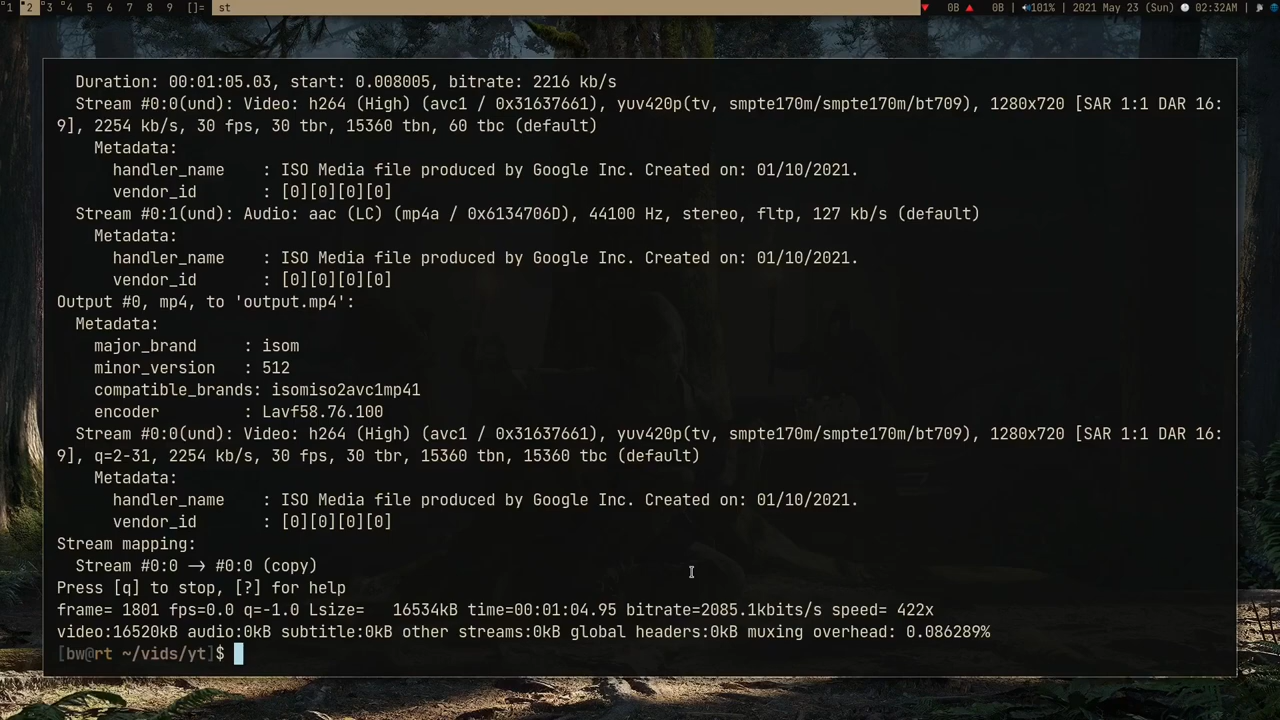 1 2 3 4 5 6 7 8 9 []= st 0B 0B | 101% | 2021 May 23 (Sun) 02:32AM |
Duration: 00:01:05.03, start: 0.008005, bitrate: 2216 kb/s
Stream #0:0(und): Video: h264 (High) (avc1 / 0x31637661), yuv420p(tv, smpte170m/smpte170m/bt709), 1280x720 [SAR 1:1 DAR 16:
9], 2254 kb/s, 30 fps, 30 tbr, 15360 tbn, 60 tbc (default)
Metadata:
handler_name : ISO Media file produced by Google Inc. Created on: 01/10/2021.
vendor_id : [0][0][0][0]
Stream #0:1(und): Audio: aac (LC) (mp4a / 0x6134706D), 44100 Hz, stereo, fltp, 127 kb/s (default)
Metadata:
handler_name : ISO Media file produced by Google Inc. Created on: 01/10/2021.
vendor_id : [0][0][0][0]
Output #0, mp4, to 'output.mp4':
Metadata:
major_brand : isom
minor_version : 512
compatible_brands: isomiso2avc1mp41
encoder : Lavf58.76.100
Stream #0:0(und): Video: h264 (High) (avc1 / 0x31637661), yuv420p(tv, smpte170m/smpte170m/bt709), 1280x720 [SAR 1:1 DAR 16:
9], q=2-31, 2254 kb/s, 30 fps, 30 tbr, 15360 tbn, 15360 tbc (default)
Metadata:
handler_name : ISO Media file produced by Google Inc. Created on: 01/10/2021.
vendor_id : [0][0][0][0]
Stream mapping:
Stream #0:0 -> #0:0 (copy)
Press [q] to stop, [?] for help
frame= 1801 fps=0.0 q=-1.0 Lsize= 16534kB time=00:01:04.95 bitrate=2085.1kbits/s speed= 422x
video:16520kB audio:0kB subtitle:0kB other streams:0kB global headers:0kB muxing overhead: 0.086289%
[bw@rt ~/vids/yt]$